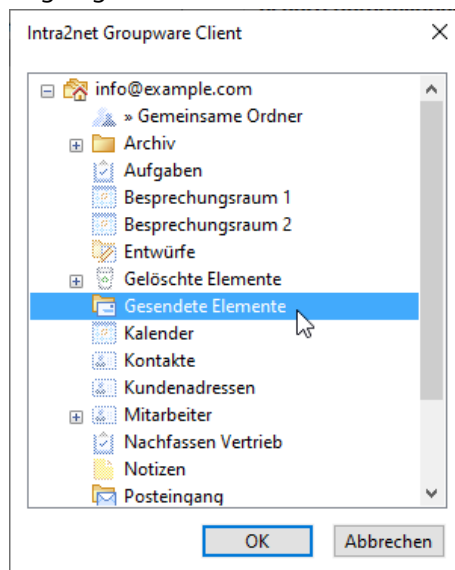 Intra2net Groupware Client
info@example.com
» Gemeinsame Ordner
Archiv
Aufgaben
Besprechungsraum 1
Besprechungsraum 2
Entwürfe
Gelöschte Elemente
Gesendete Elemente
Kalender
Kontakte
Kundenadressen
Mitarbeiter
Nachfassen Vertrieb
Notizen
Posteingang
OK
Abbrechen